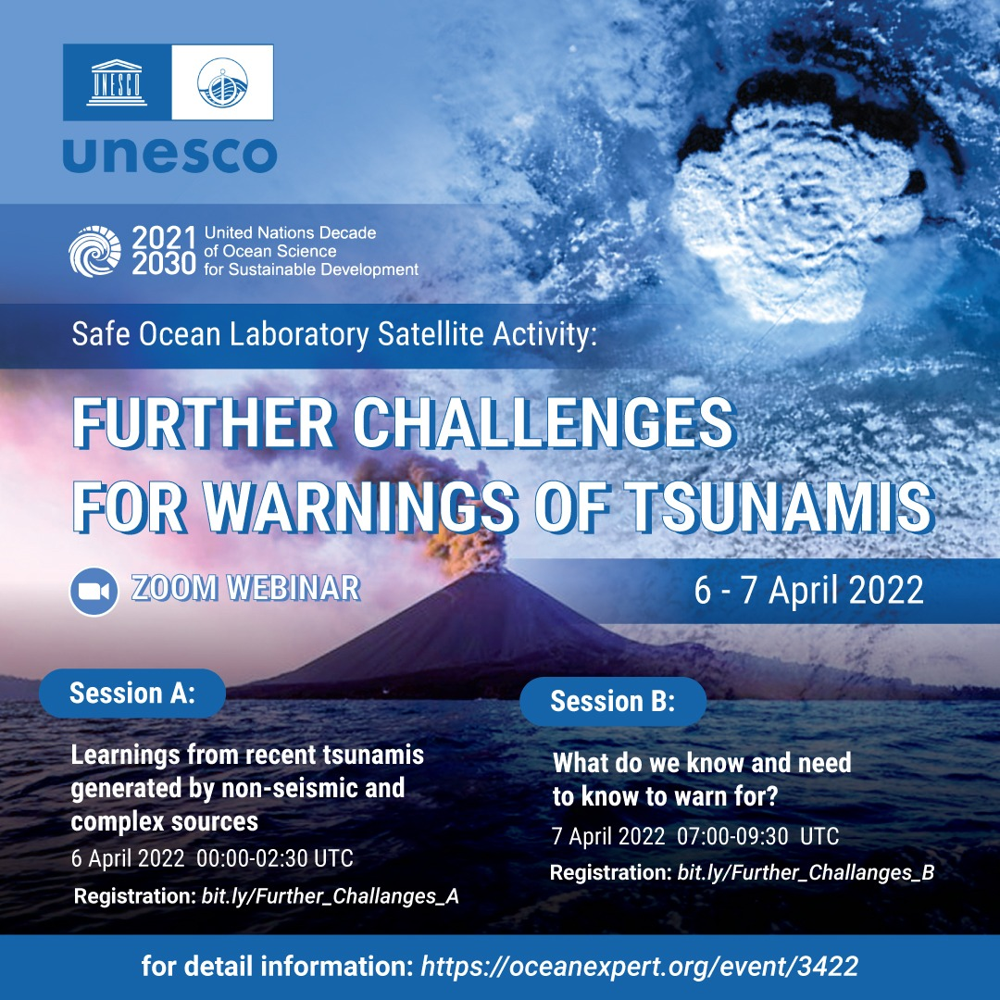 UNESCO
unesco
2021
2030
United Nations Decade
of Ocean Science
for Sustainable Development
Safe Ocean Laboratory Satellite Activity:
FURTHER CHALLENGES
FOR WARNINGS OF TSUNAMIS
ZOOM WEBINAR
6 - 7 April 2022
Session A:
Learnings from recent tsunamis
generated by non-seismic and
complex sources
6 April 2022 00:00-02:30 UTC
Registration: bit.ly/Further_Challanges_A
Session B:
What do we know and need
to know to warn for?
7 April 2022 07:00-09:30 UTC
Registration: bit.ly/Further_Challanges_B
for detail information: https://oceanexpert.org/event/3422